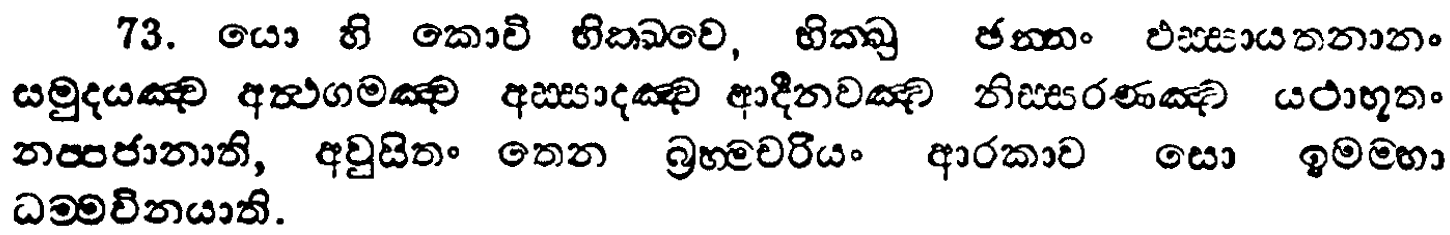 73. යො හි කොචි භික්ඛවෙ, භික්ඛු ඡන්නං ඵස්සායතනානං
සමුදයඤ්ච අත්ථගමඤ්ච අස්සාදඤ්ච ආදීනවඤ්ච නිස්සරණඤ්ච යථාභූතං
නප්පජානාති, අවුසිතං තෙන බ්‍රහ්මචරියං ආරකාව සො ඉමම්හා
ධම්මවිනයාති.